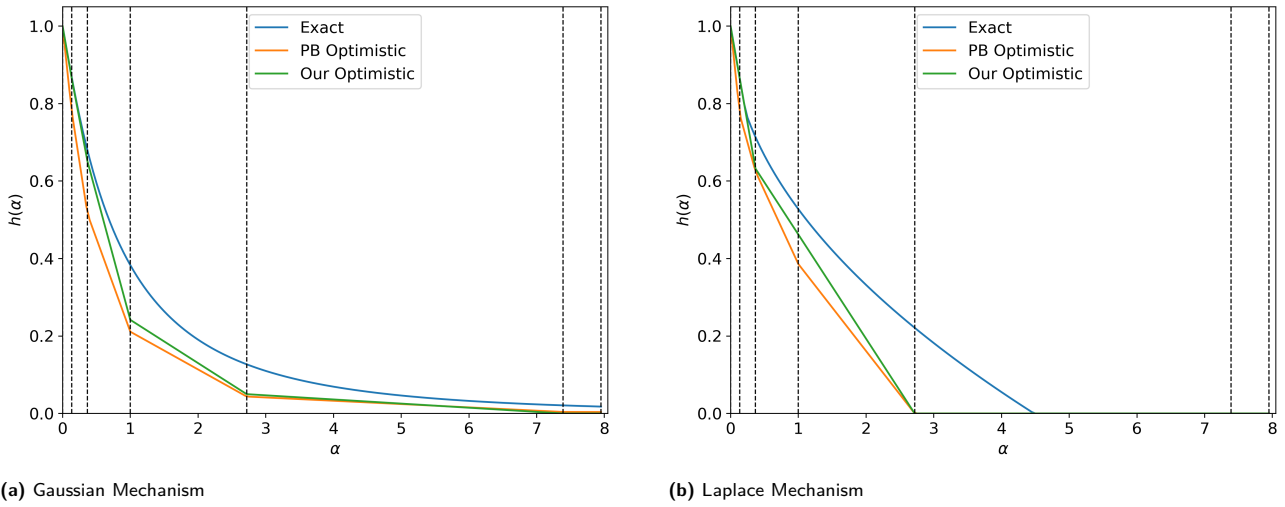 1.0
0.8
0.6
0.4
0.2
0.0
h(α)
Exact
PB Optimistic
Our Optimistic
0 1 2 3 4 5 6 7 8
α
(a) Gaussian Mechanism
1.0
0.8
0.6
0.4
0.2
0.0
h(α)
Exact
PB Optimistic
Our Optimistic
0 1 2 3 4 5 6 7 8
α
(b) Laplace Mechanism